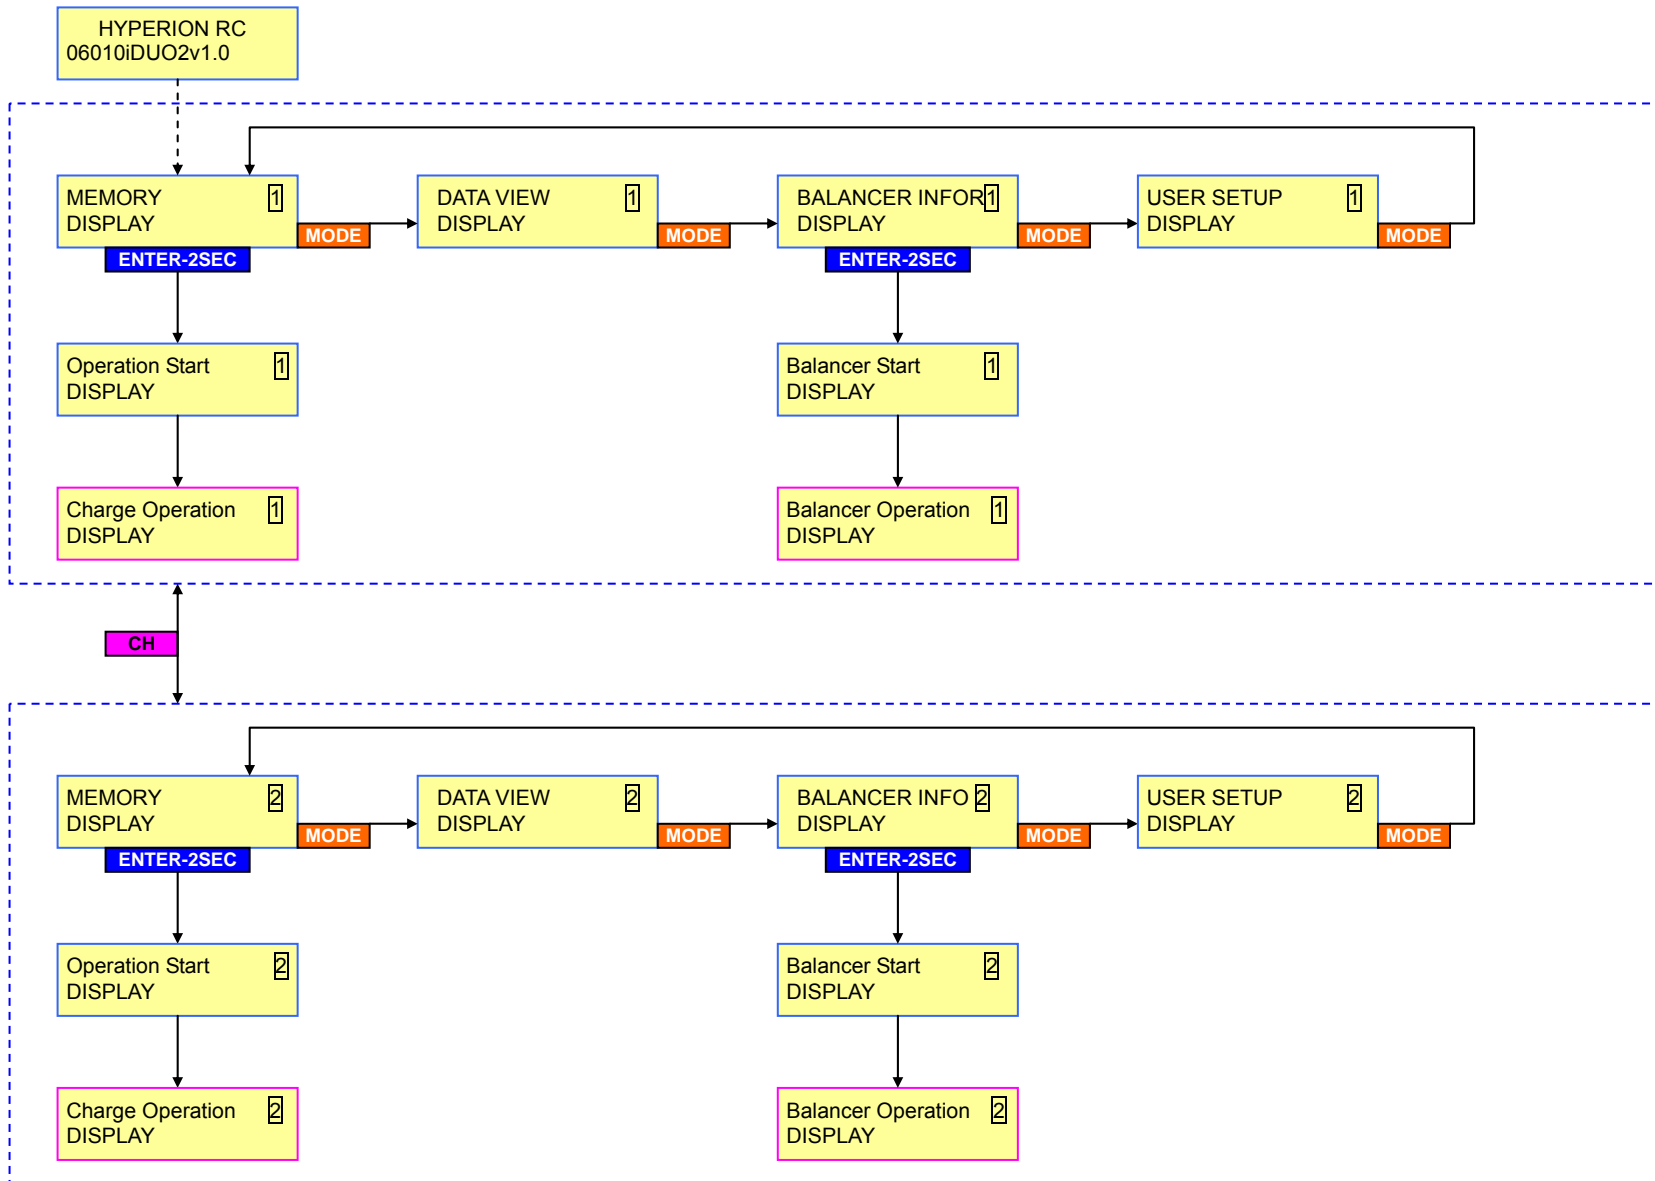 HYPERION RC
06010iDUO2v1.0
MEMORY 1
DISPLAY
MODE
ENTER-2SEC
DATA VIEW 1
DISPLAY
MODE
BALANCER INFOR 1
DISPLAY
MODE
ENTER-2SEC
USER SETUP 1
DISPLAY
MODE
Operation Start 1
DISPLAY
Balancer Start 1
DISPLAY
Charge Operation 1
DISPLAY
Balancer Operation 1
DISPLAY
CH
MEMORY 2
DISPLAY
MODE
ENTER-2SEC
DATA VIEW 2
DISPLAY
MODE
BALANCER INFO 2
DISPLAY
MODE
ENTER-2SEC
USER SETUP 2
DISPLAY
MODE
Operation Start 2
DISPLAY
Balancer Start 2
DISPLAY
Charge Operation 2
DISPLAY
Balancer Operation 2
DISPLAY